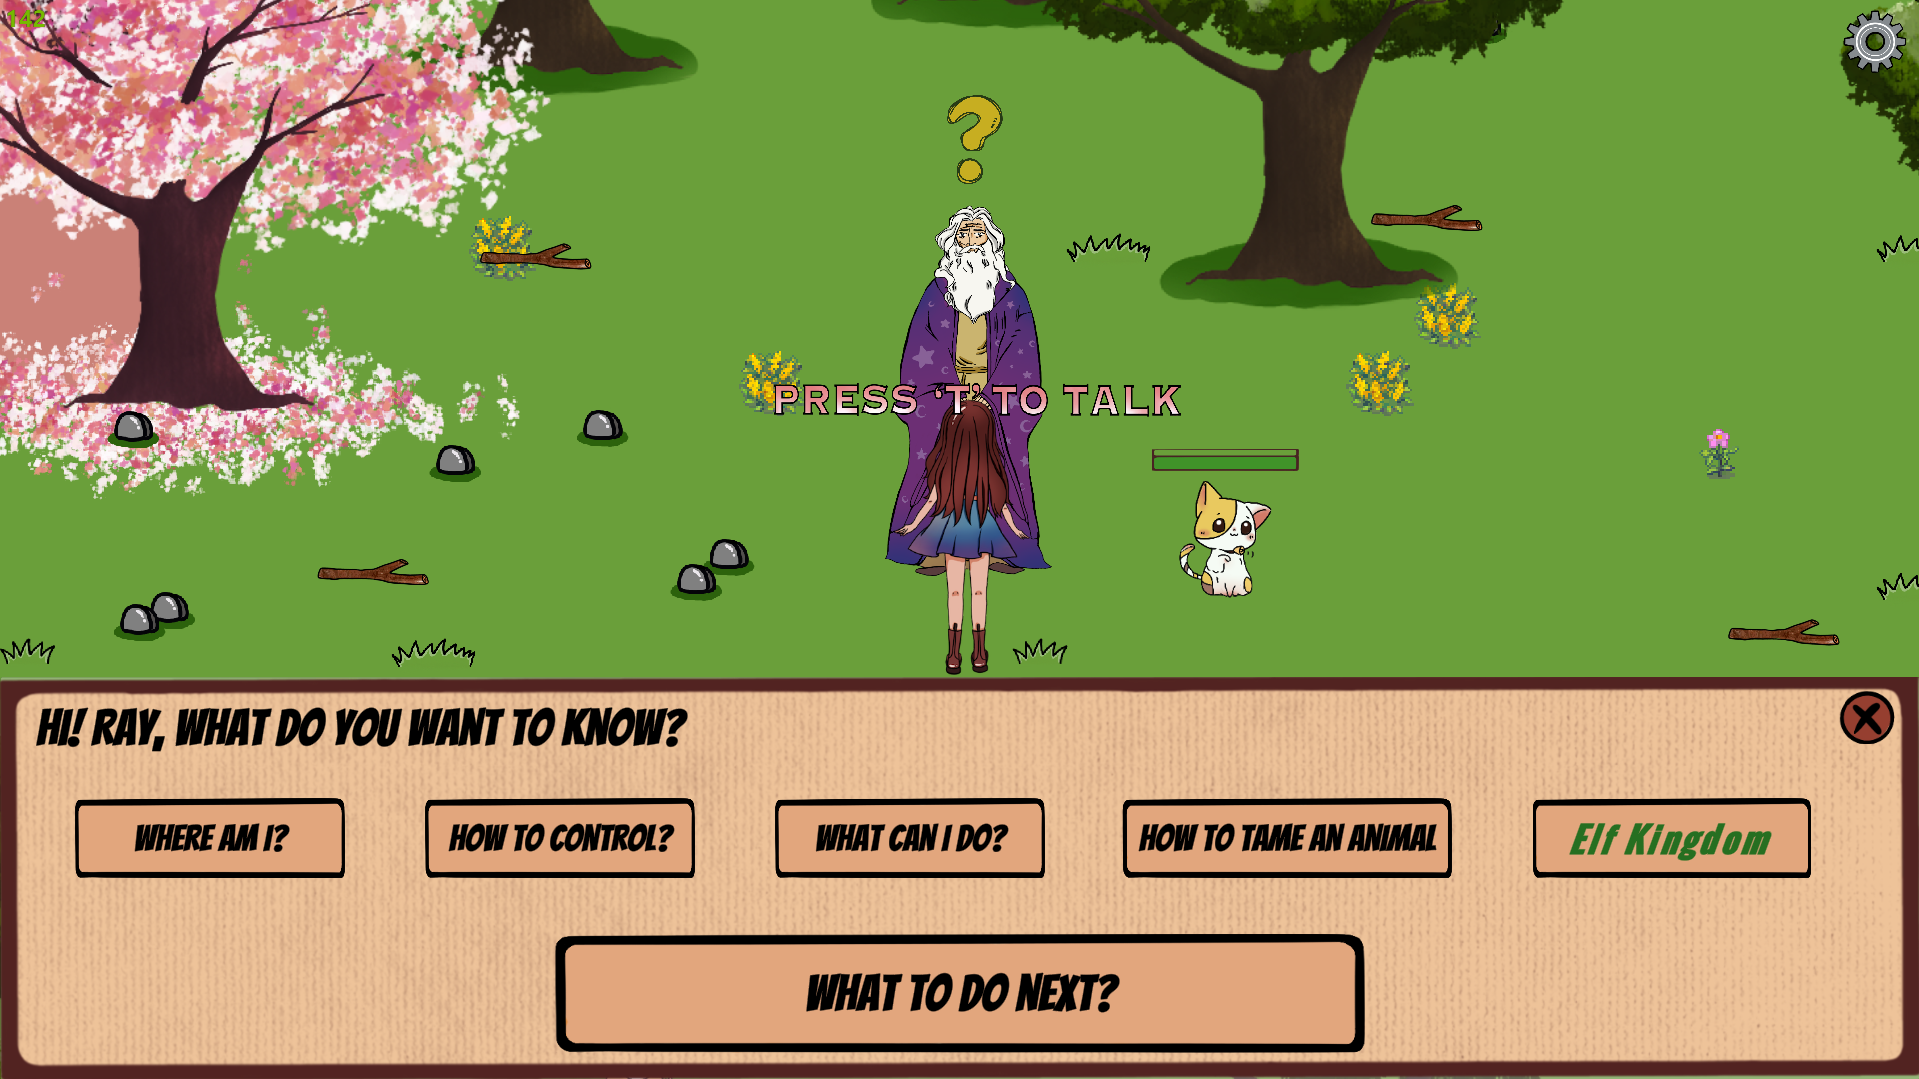 142
?
PRESS 'T' TO TALK
HI! RAY, WHAT DO YOU WANT TO KNOW?
WHERE AM I?
HOW TO CONTROL?
WHAT CAN I DO?
HOW TO TAME AN ANIMAL
Elf Kingdom
WHAT TO DO NEXT?